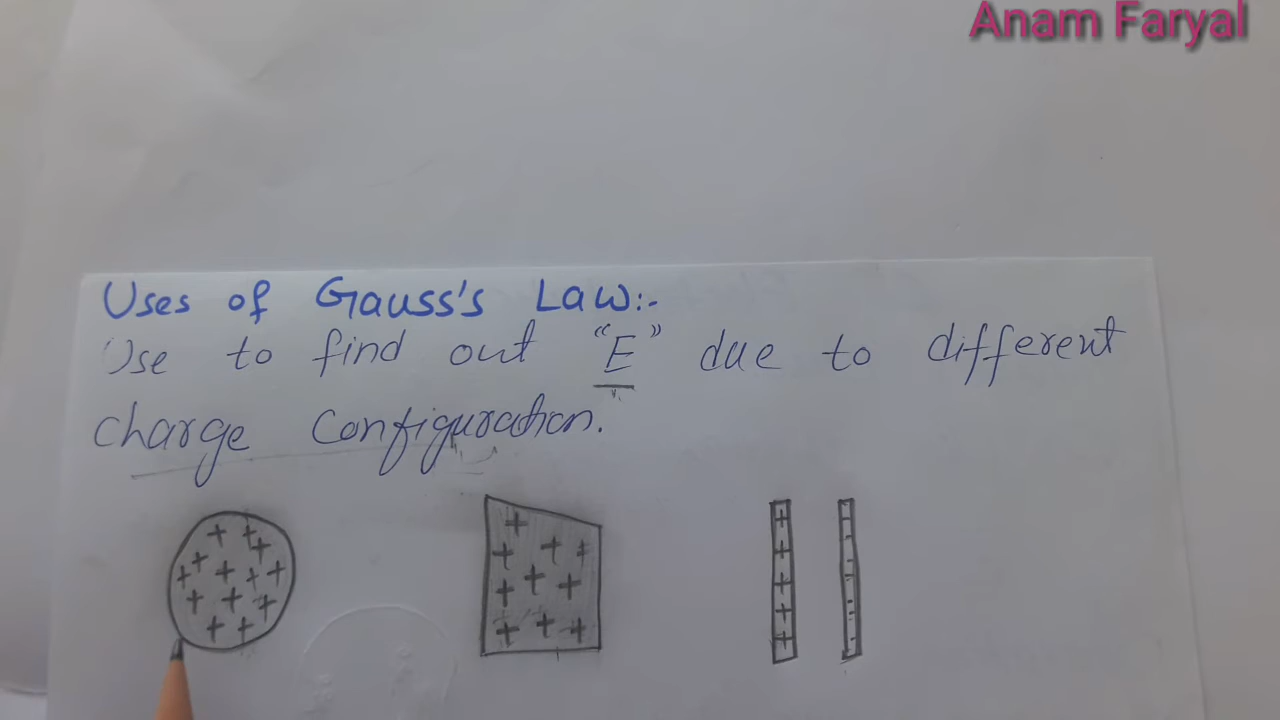 Anam Faryal
Uses of Gauss's Law:-
Use to find out "E" due to different
charge Configuration.